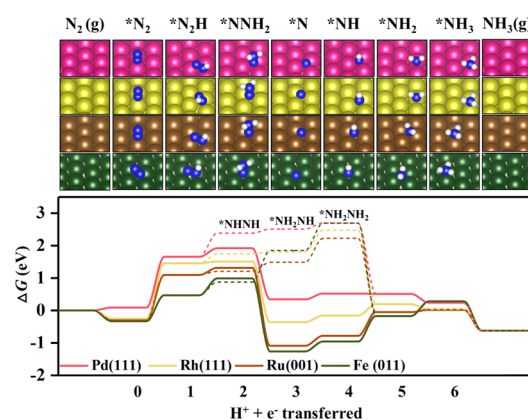 N₂ (g) *N₂ *N₂H *NNH₂ *N *NH *NH₂ *NH₃ NH₃(g)
*NHNH *NH₂NH *NH₂NH₂
3
2
1
0
-1
-2
ΔG (eV)
Pd(111) Rh(111) Ru(001) Fe (011)
0 1 2 3 4 5 6
H⁺ + e⁻ transferred